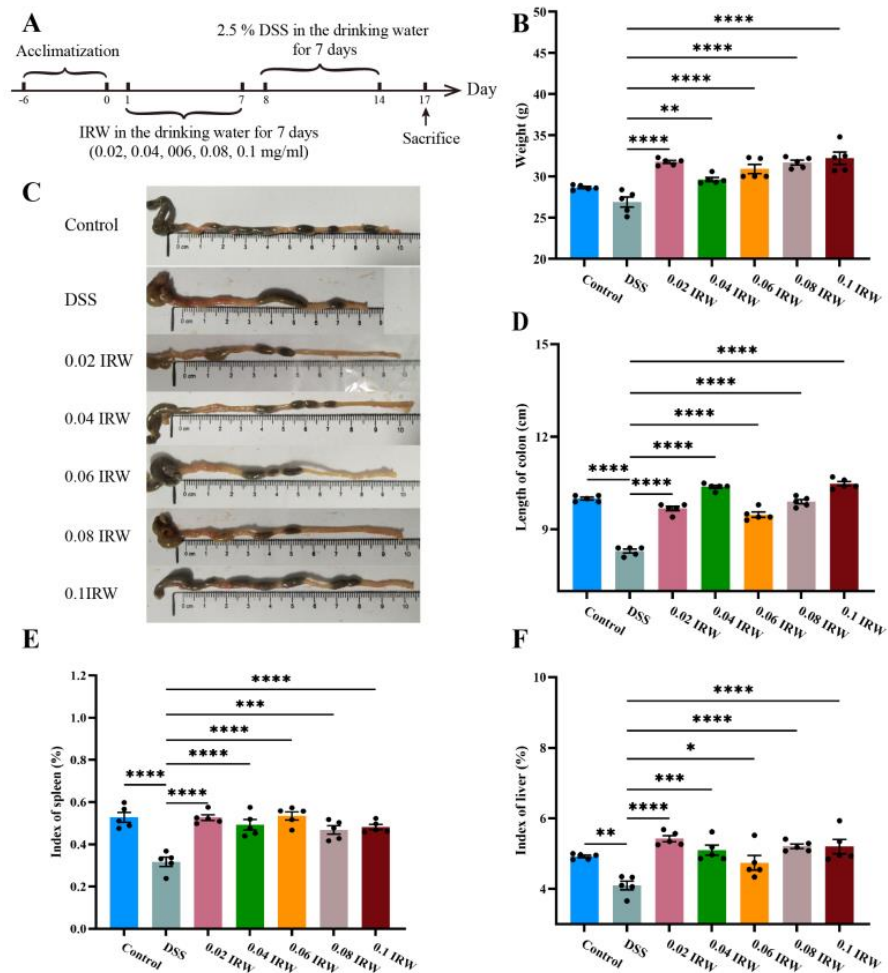 A
2.5 % DSS in the drinking water
for 7 days
Acclimatization
-6 0 1 7 8 14 17 Day
IRW in the drinking water for 7 days
(0.02, 0.04, 006, 0.08, 0.1 mg/ml)
Sacrifice
B
Weight (g)
50
45
40
35
30
25
20
****
****
****
**
****
Control DSS 0.02 IRW 0.04 IRW 0.06 IRW 0.08 IRW 0.1 IRW
C
Control
DSS
0.02 IRW
0.04 IRW
0.06 IRW
0.08 IRW
0.1IRW
D
Length of colon (cm)
15
12
9
****
****
****
****
**** ****
Control DSS 0.02 IRW 0.04 IRW 0.06 IRW 0.08 IRW 0.1 IRW
E
Index of spleen (%)
1.2
1.0
0.8
0.6
0.4
0.2
0.0
****
***
****
****
**** ****
Control DSS 0.02 IRW 0.04 IRW 0.06 IRW 0.08 IRW 0.1 IRW
F
Index of liver (%)
10
8
6
4
****
****
*
***
** ****
Control DSS 0.02 IRW 0.04 IRW 0.06 IRW 0.08 IRW 0.1 IRW